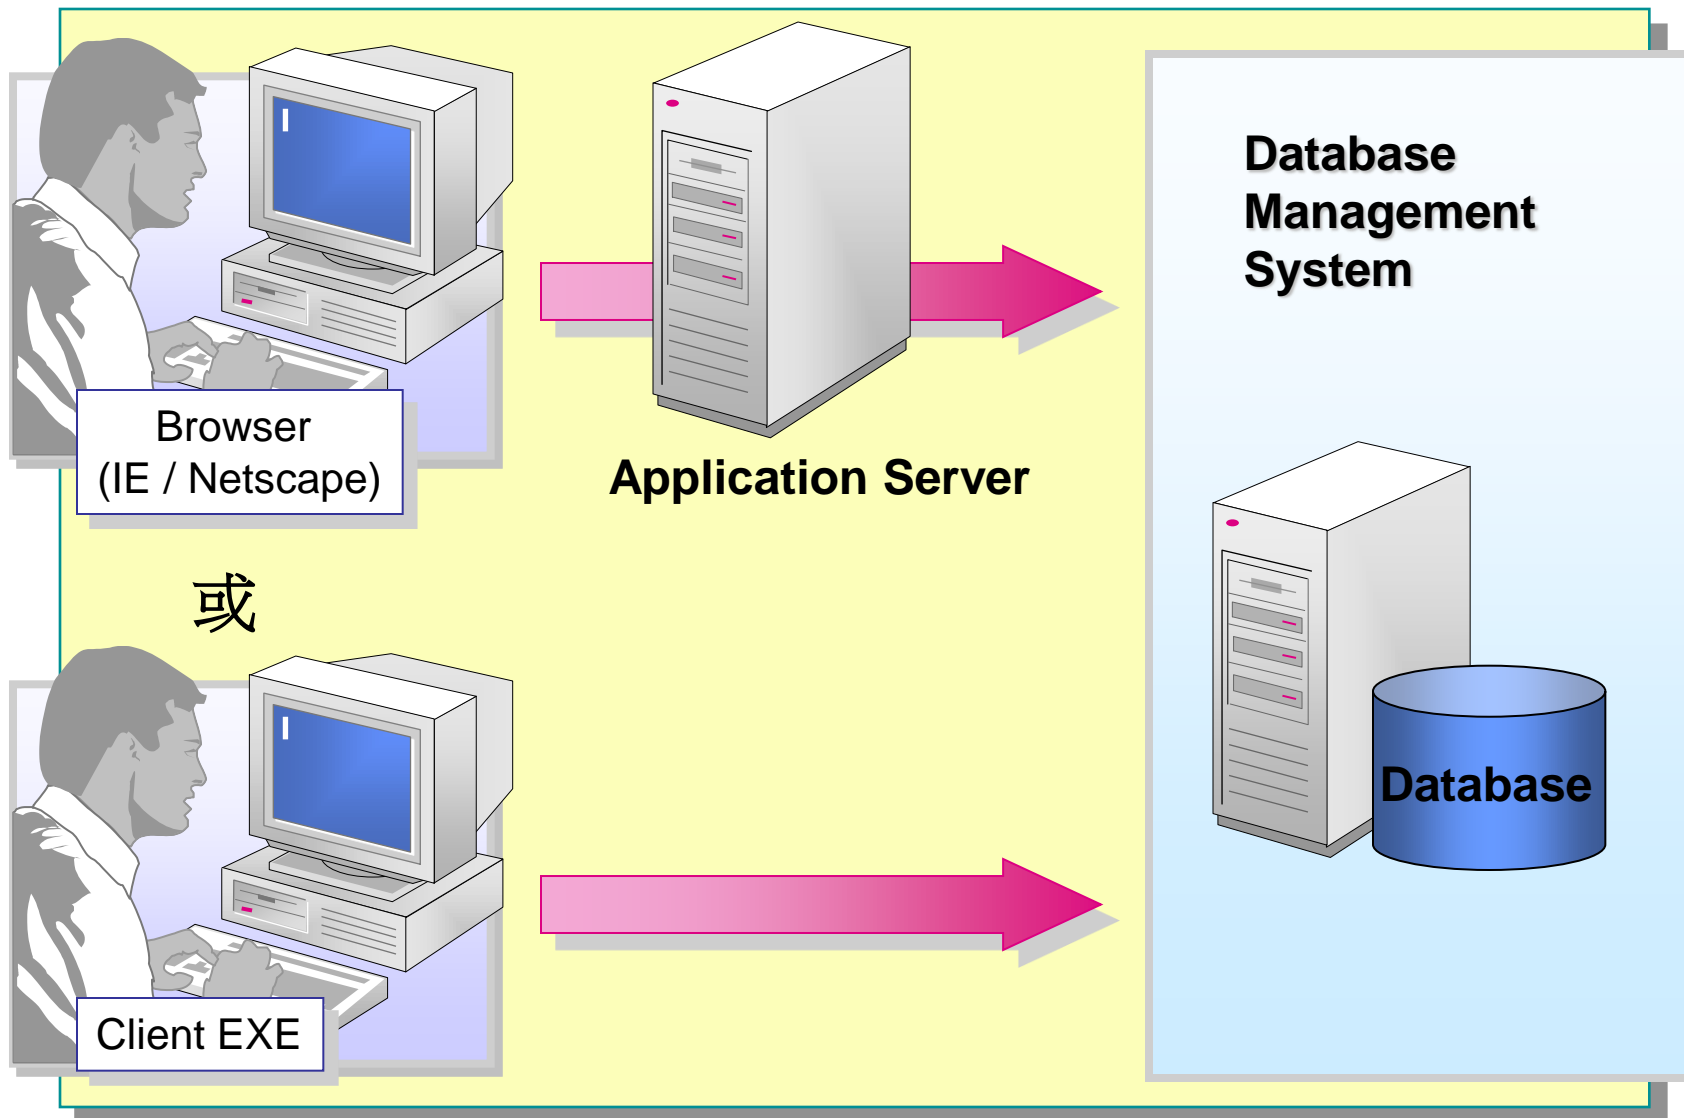 Database
Management
System
Browser
(IE / Netscape)
Application Server
或
Database
Client EXE